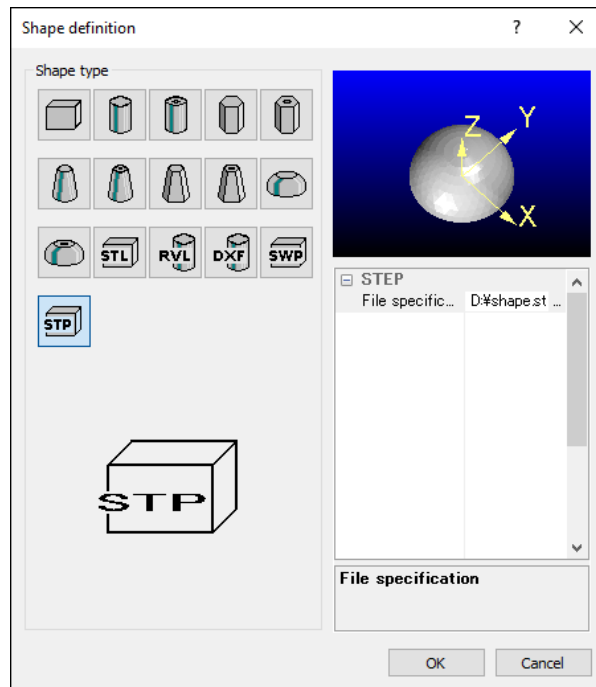 Shape definition
?
Shape type
STL
RVL
DXF
SWP
STP
STP
Z
Y
X
STEP
File specific... D:¥shape.st ...
File specification
OK
Cancel